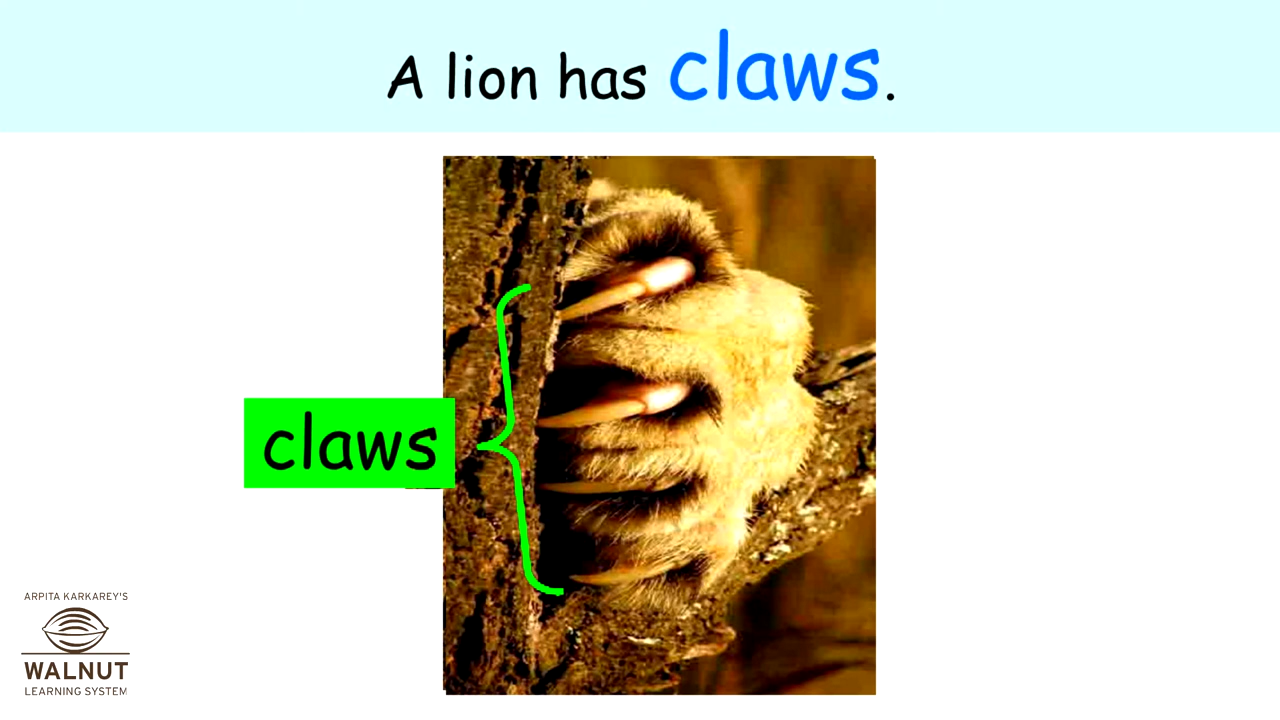 A lion has claws.
claws
ARPITA KARKAREY'S
WALNUT
LEARNING SYSTEM